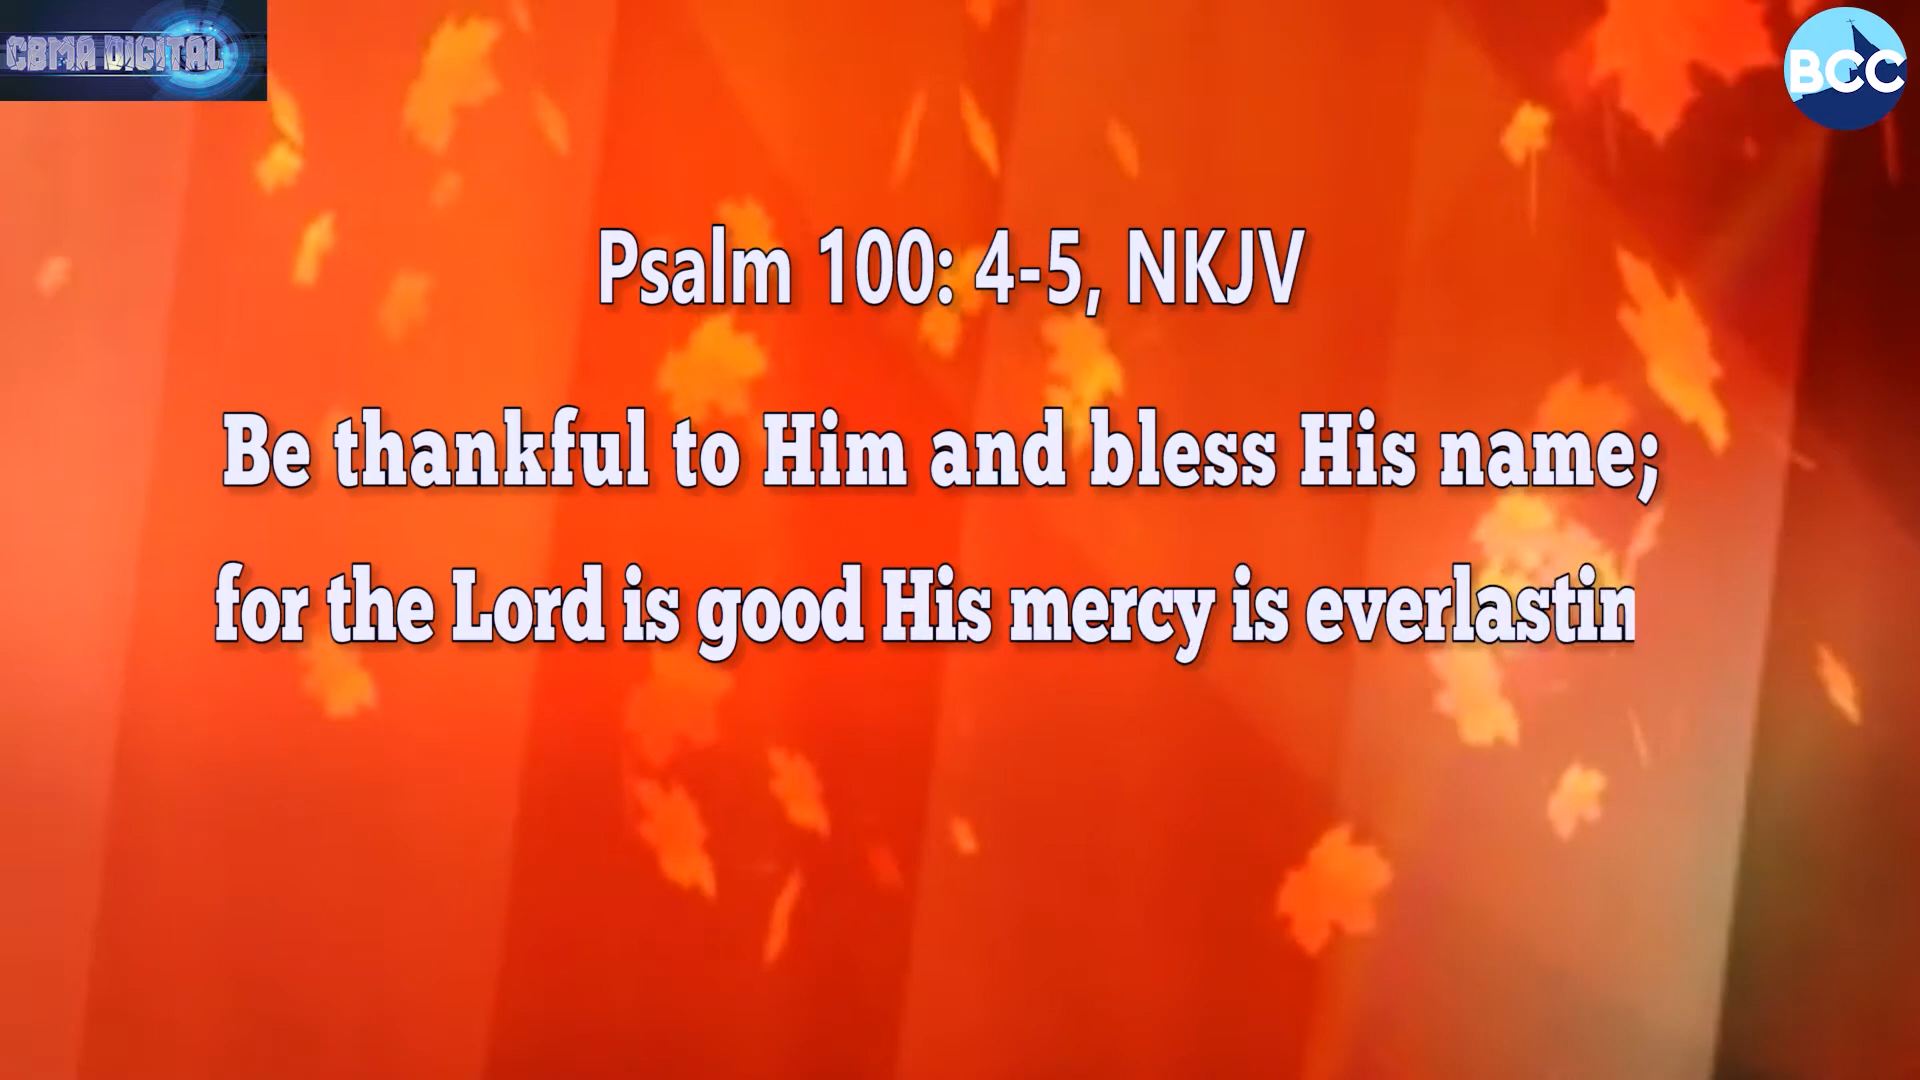 CBMA DIGITAL
BCC
Psalm 100: 4-5, NKJV
Be thankful to Him and bless His name;
for the Lord is good His mercy is everlastin